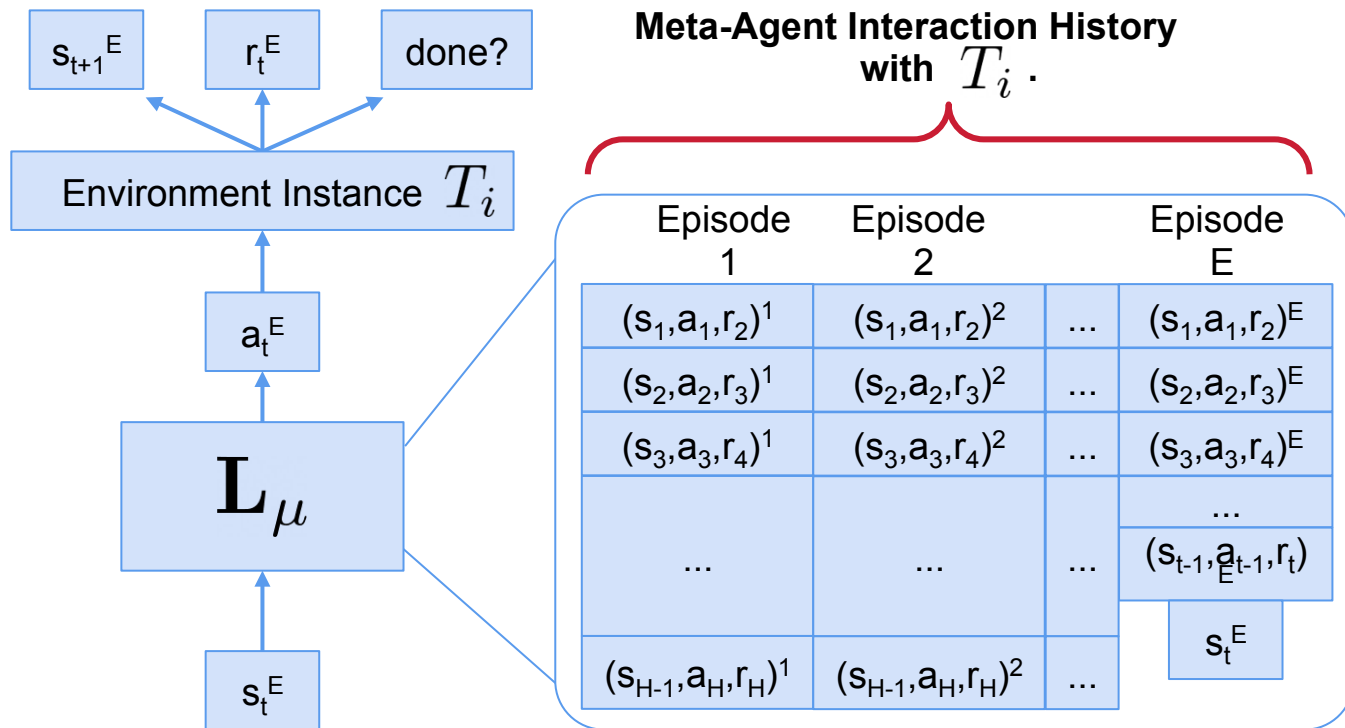 Meta-Agent Interaction History
with T_i .
s_{t+1}^E r_t^E done?
Environment Instance T_i
a_t^E
L_μ
s_t^E
Episode 1 Episode 2 Episode E
(s_1,a_1,r_2)^1 (s_1,a_1,r_2)^2 ... (s_1,a_1,r_2)^E
(s_2,a_2,r_3)^1 (s_2,a_2,r_3)^2 ... (s_2,a_2,r_3)^E
(s_3,a_3,r_4)^1 (s_3,a_3,r_4)^2 ... (s_3,a_3,r_4)^E
...
... ... ... (s_{t-1},a_{t-1},r_t)^E
s_t^E
(s_{H-1},a_H,r_H)^1 (s_{H-1},a_H,r_H)^2 ...